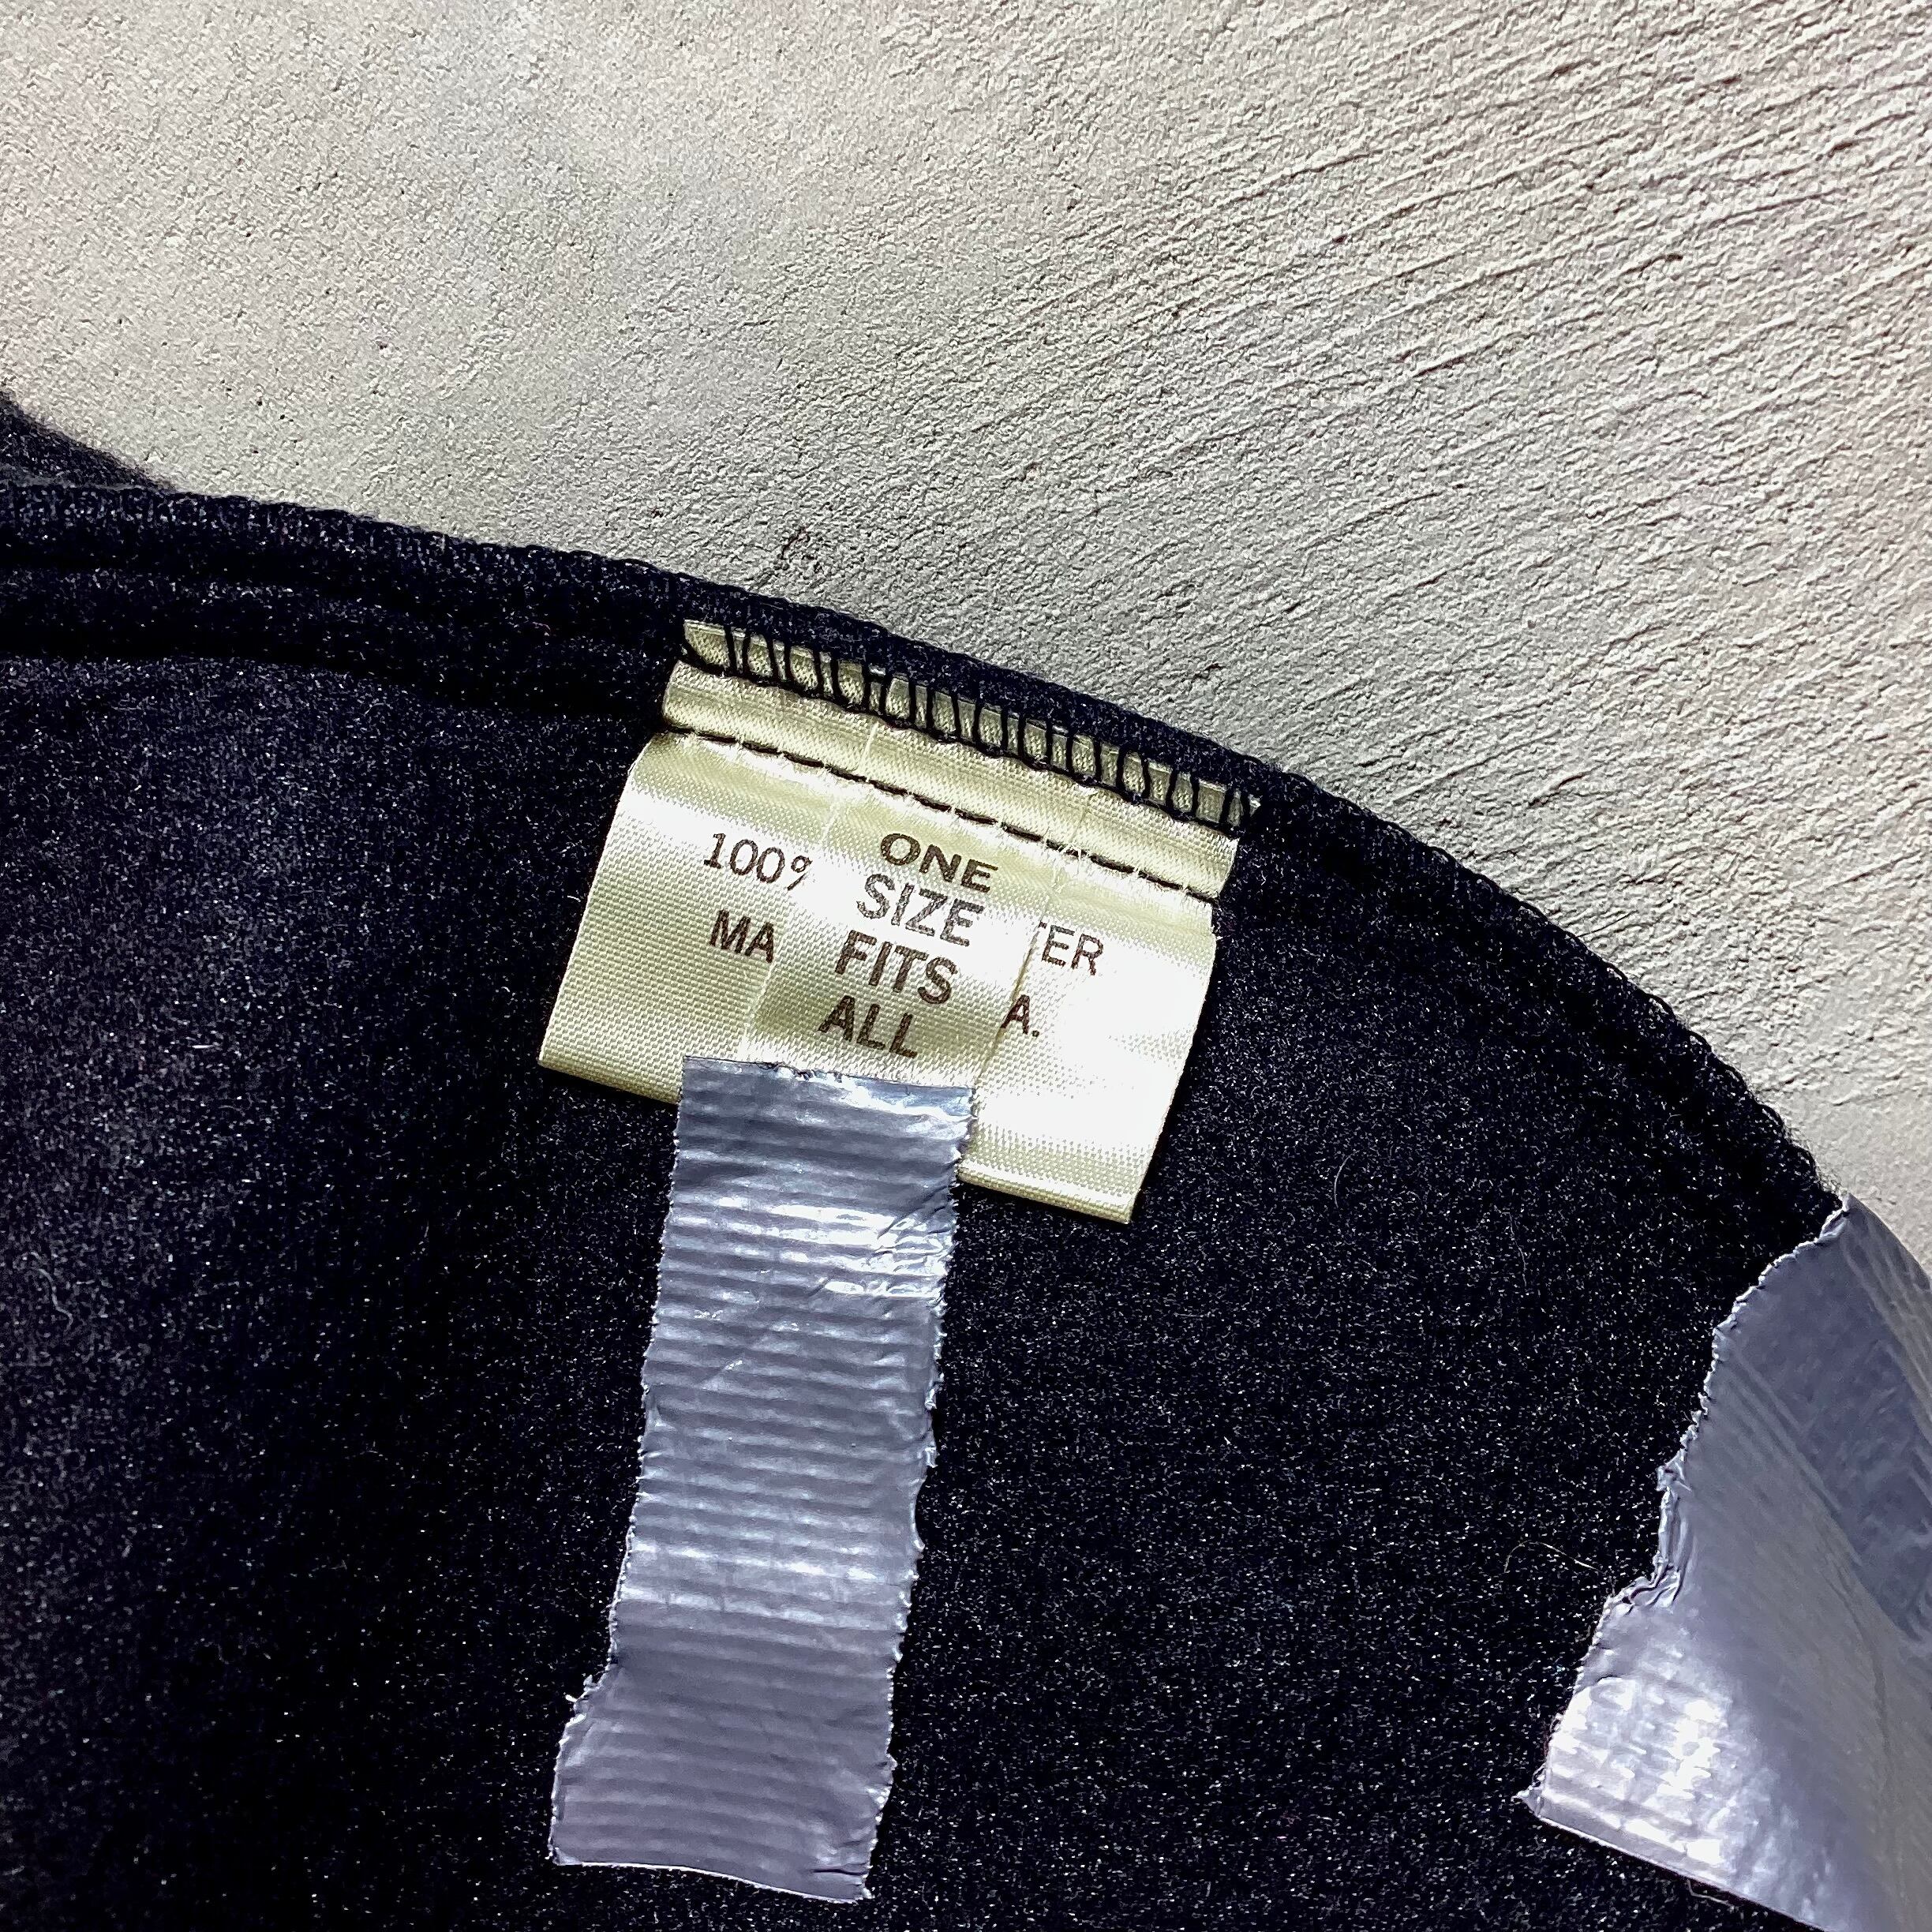 ONE
SIZE
FITS
ALL
100%
MA
TER
A.